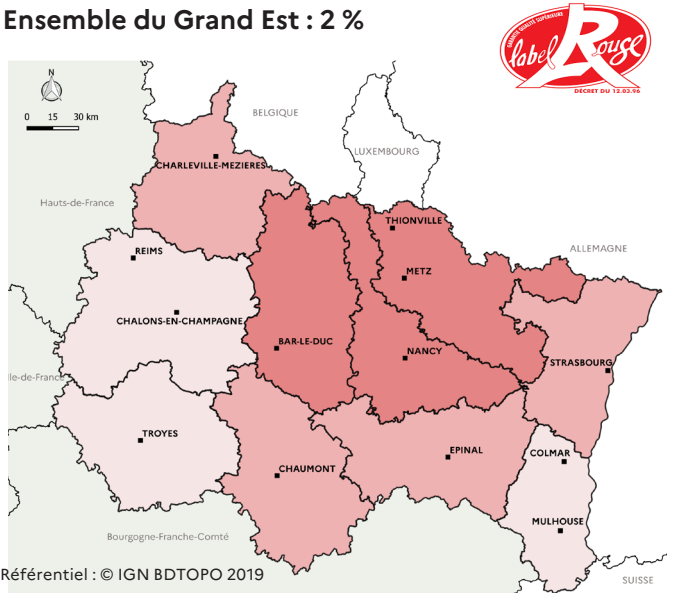 Ensemble du Grand Est : 2 %
GARANTIE QUALITÉ SUPÉRIEURE
label Rouge
DÉCRET DU 12.03.96
N
0 15 30 km
BELGIQUE
LUXEMBOURG
CHARLEVILLE-MEZIERES
Hauts-de-France
THIONVILLE
ALLEMAGNE
REIMS
METZ
CHALONS-EN-CHAMPAGNE
BAR-LE-DUC
NANCY
STRASBOURG
Ile-de-France
TROYES
EPINAL
COLMAR
CHAUMONT
MULHOUSE
Bourgogne-Franche-Comté
Référentiel : © IGN BDTOPO 2019
SUISSE